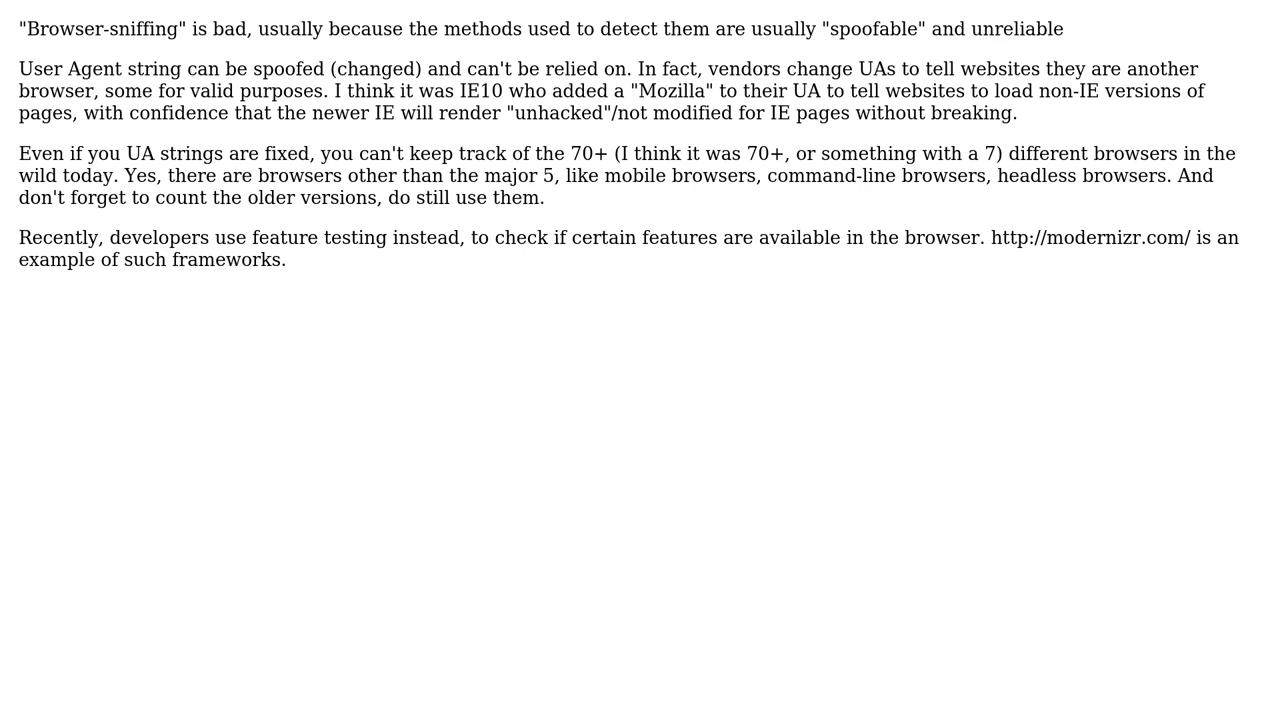 "Browser-sniffing" is bad, usually because the methods used to detect them are usually "spoofable" and unreliable
User Agent string can be spoofed (changed) and can't be relied on. In fact, vendors change UAs to tell websites they are another
browser, some for valid purposes. I think it was IE10 who added a "Mozilla" to their UA to tell websites to load non-IE versions of
pages, with confidence that the newer IE will render "unhacked"/not modified for IE pages without breaking.
Even if you UA strings are fixed, you can't keep track of the 70+ (I think it was 70+, or something with a 7) different browsers in the
wild today. Yes, there are browsers other than the major 5, like mobile browsers, command-line browsers, headless browsers. And
don't forget to count the older versions, do still use them.
Recently, developers use feature testing instead, to check if certain features are available in the browser. http://modernizr.com/ is an
example of such frameworks.